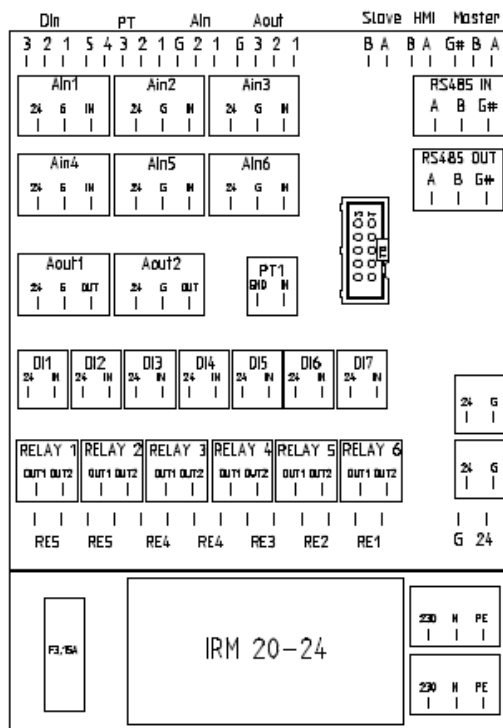 DIn PT AIn Aout Slave HMI Master
3 2 1 5 4 3 2 1 G 2 1 G 3 2 1 B A B A G# B A
AIn1 Ain2 Ain3 RS485 IN
24 G IN 24 G IN 24 G IN A B G#
Ain4 AIn5 AIn6 RS485 OUT
24 G IN 24 G IN 24 G IN A B G#
Aout1 Aout2 PT1
24 G OUT 24 G OUT GND IN
DI1 DI2 DI3 DI4 DI5 DI6 DI7
24 IN 24 IN 24 IN 24 IN 24 IN 24 IN 24 IN
24 G
RELAY 1 RELAY 2 RELAY 3 RELAY 4 RELAY 5 RELAY 6
OUT1 OUT2 OUT1 OUT2 OUT1 OUT2 OUT1 OUT2 OUT1 OUT2 OUT1 OUT2 24 G
RE5 RE5 RE4 RE4 RE3 RE2 RE1 G 24
230 N PE
F3,15A IRM 20-24
230 N PE